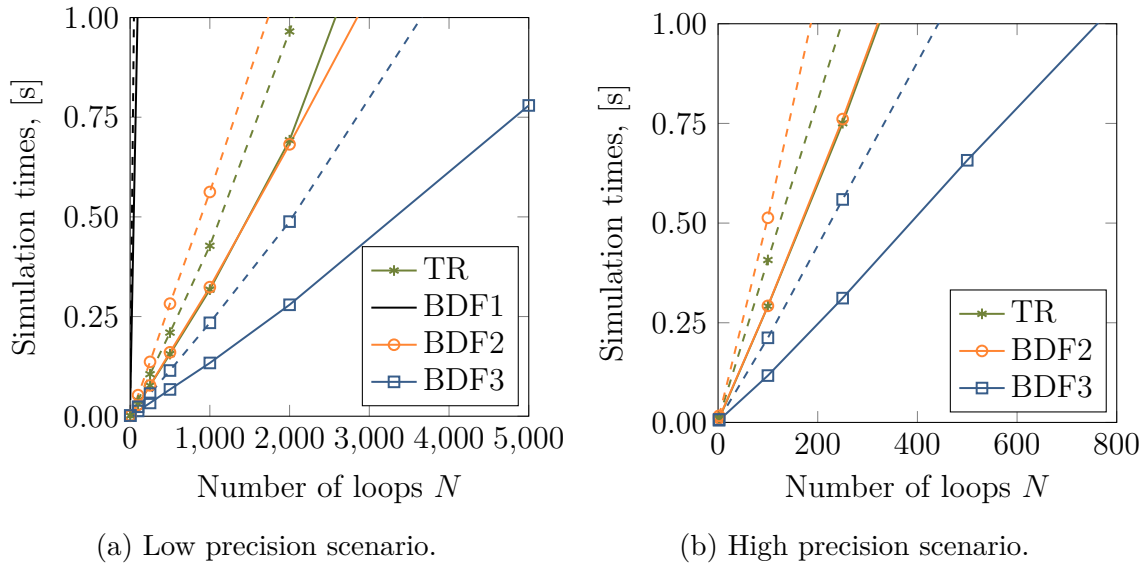 1.00
0.75
0.50
0.25
0.00
Simulation times, [s]
0
1,000
2,000
3,000
4,000
5,000
Number of loops N
TR
BDF1
BDF2
BDF3
(a) Low precision scenario.
1.00
0.75
0.50
0.25
0.00
Simulation times, [s]
0
200
400
600
800
Number of loops N
TR
BDF2
BDF3
(b) High precision scenario.